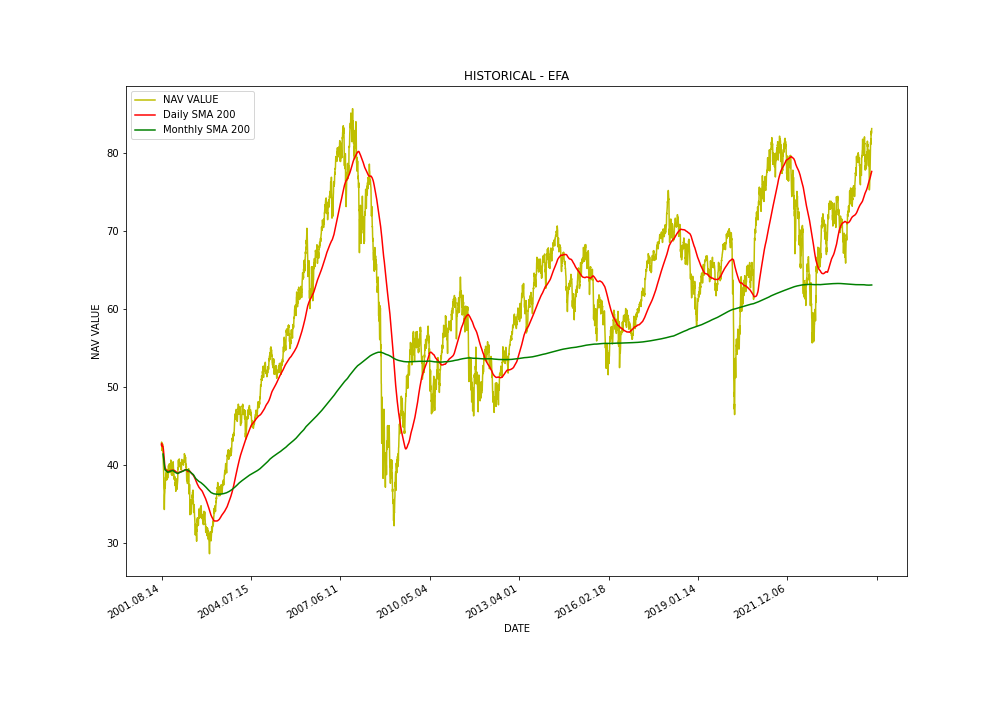 HISTORICAL - EFA
NAV VALUE
Daily SMA 200
Monthly SMA 200
80
70
60
50
40
30
NAV VALUE
2001.08.14
2004.07.15
2007.06.11
2010.05.04
2013.04.01
2016.02.18
2019.01.14
2021.12.06
DATE